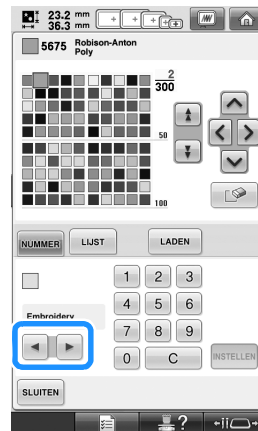 23.2 mm
36.3 mm
5675 Robison-Anton
Poly
2
300
50
100
NUMMER LIJST LADEN
1 2 3
Embroidery
4 5 6
7 8 9
0 C INSTELLEN
SLUITEN
?